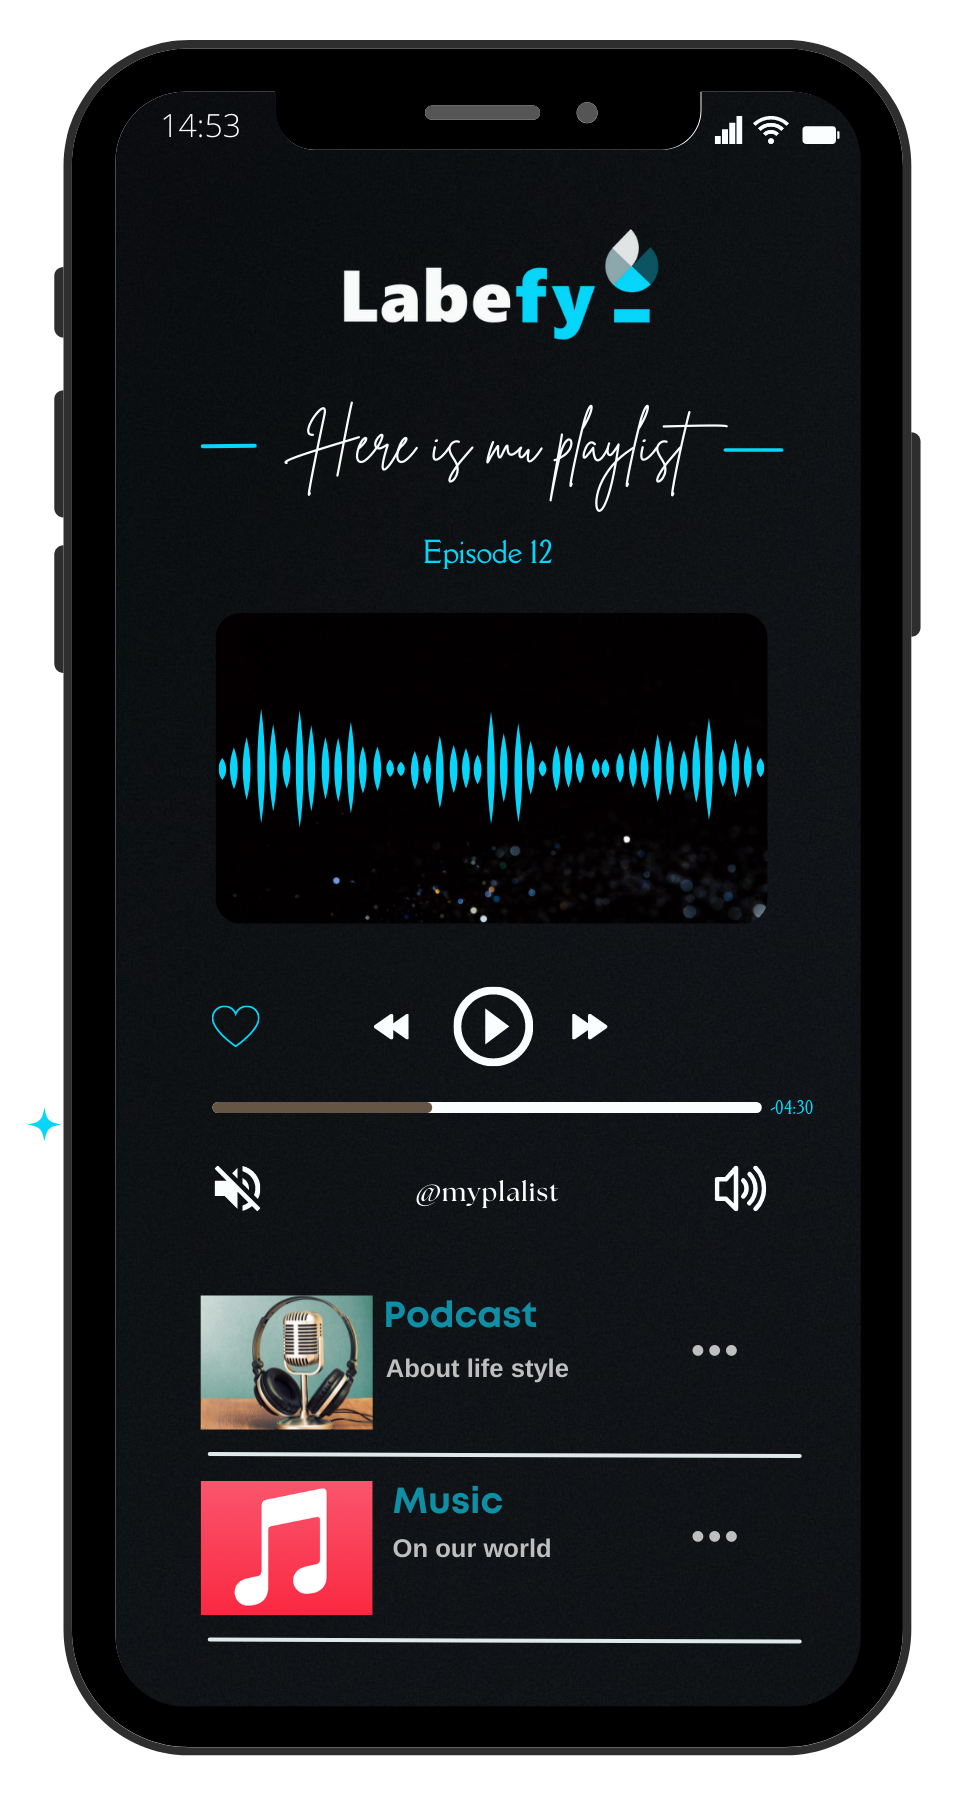 14:53
Labefy
Here is mu playlist
Episode 12
-04:30
@myplalist
Podcast
About life style
Music
On our world